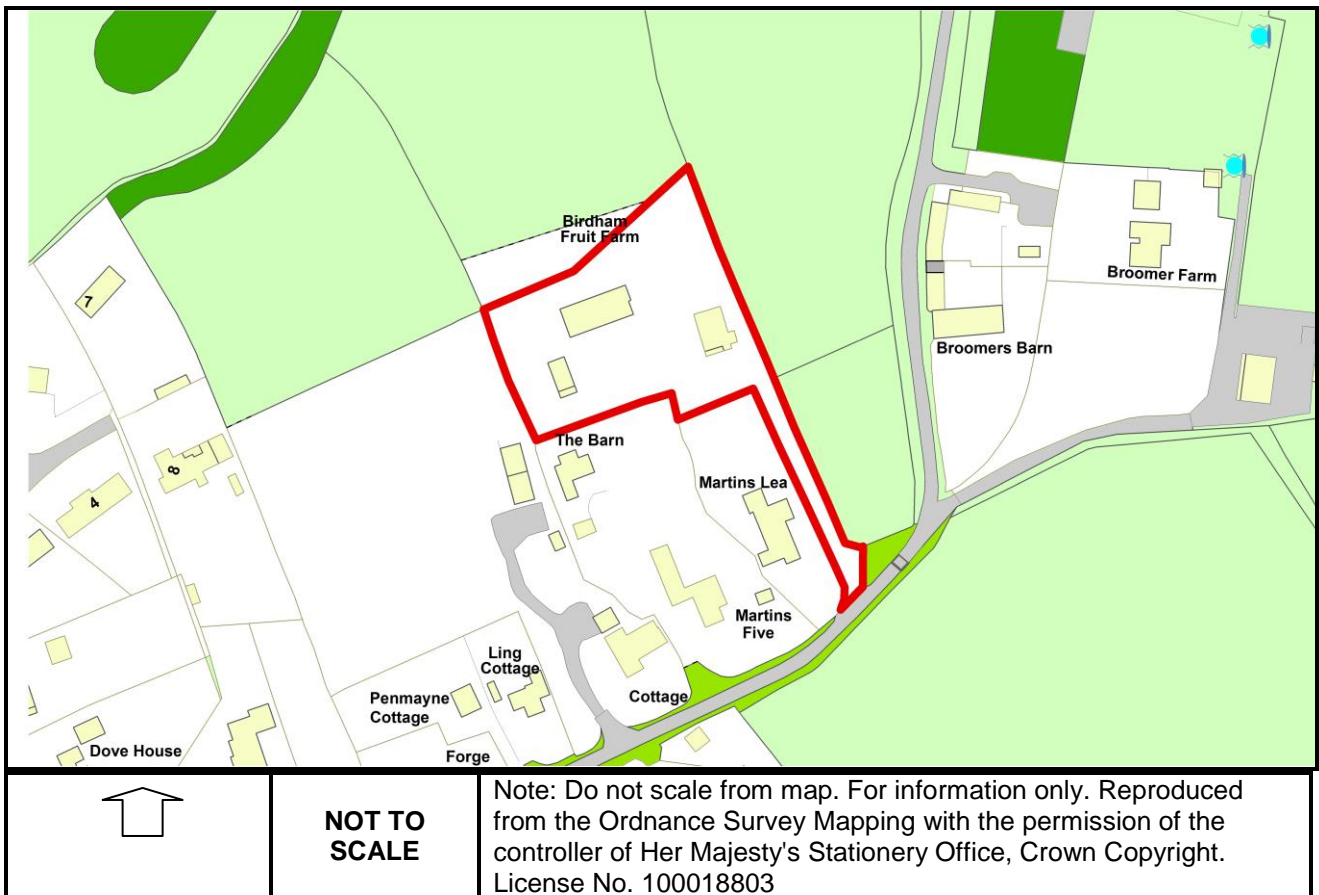 Birdham
Fruit Farm
7
Broomer Farm
Broomers Barn
The Barn
8
4
Martins Lea
Martins
Five
Ling
Cottage
Penmayne
Cottage
Cottage
Dove House
Forge
NOT TO
SCALE
Note: Do not scale from map. For information only. Reproduced
from the Ordnance Survey Mapping with the permission of the
controller of Her Majesty's Stationery Office, Crown Copyright.
License No. 100018803